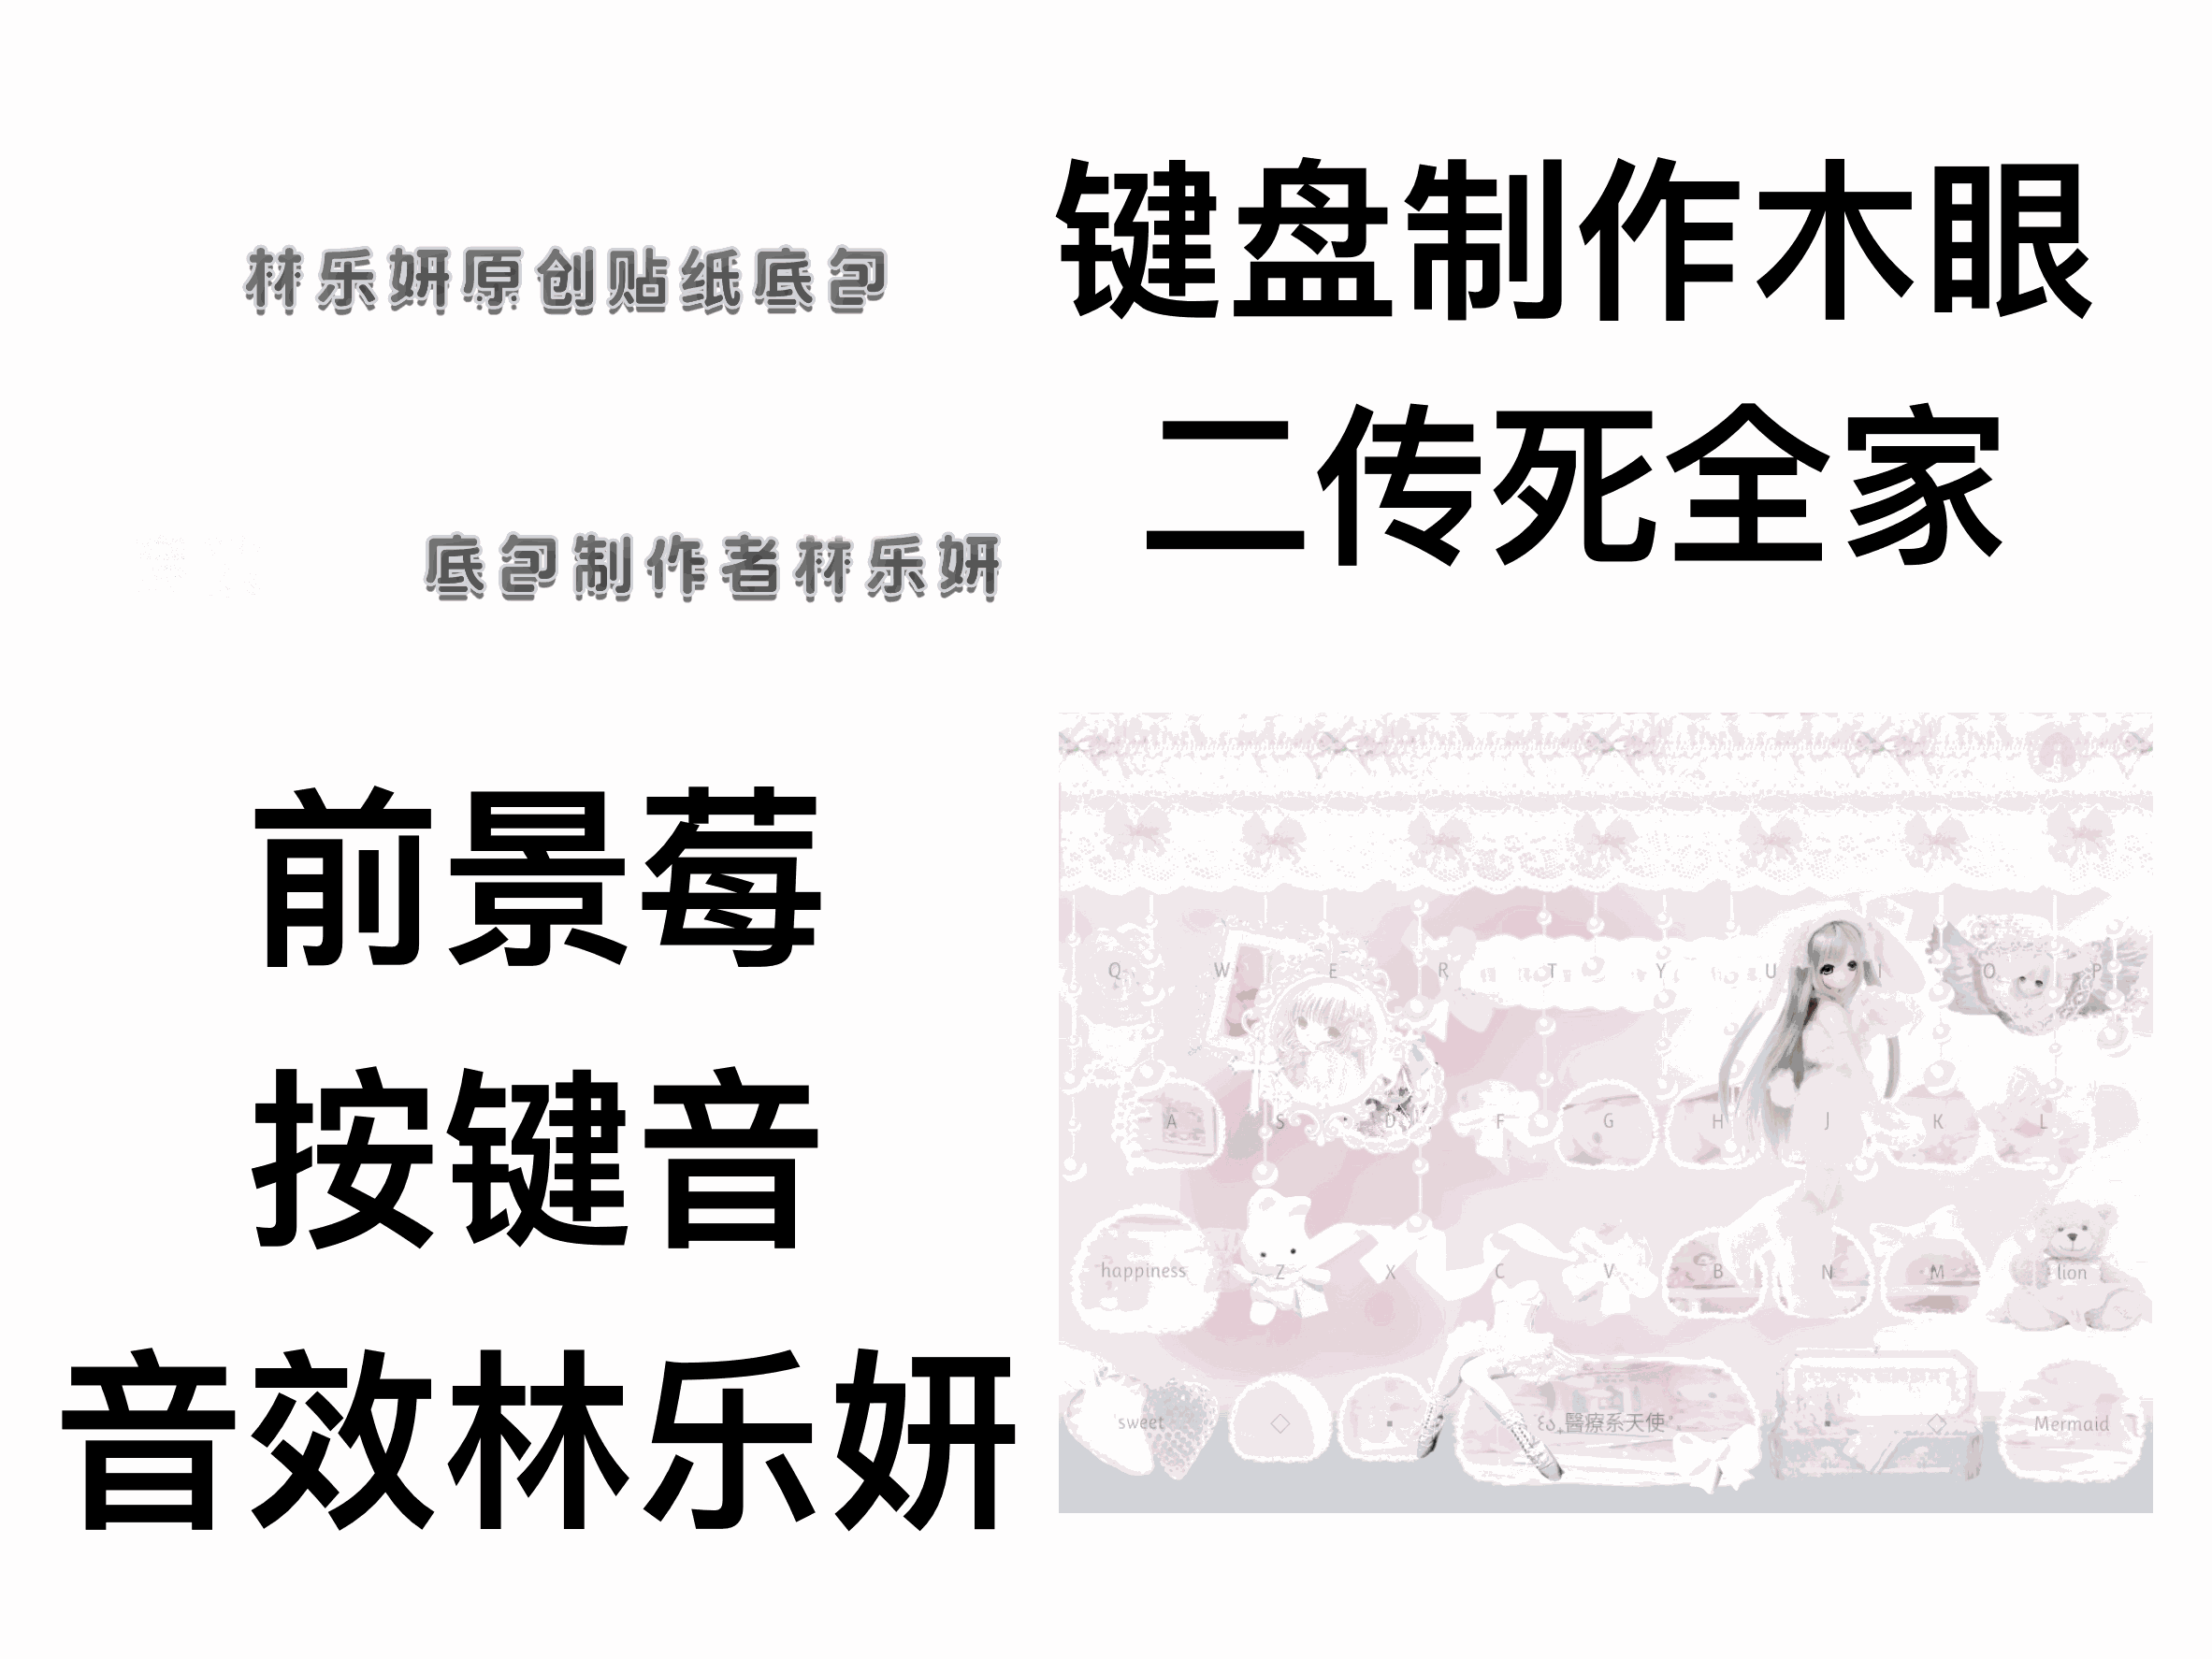 林乐妍原创贴纸底包
底包制作者林乐妍
键盘制作木眼
二传死全家
前景莓
按键音
音效林乐妍
Q W E R T Y U I O P
A S D F G H J K L
happiness Z X C V B N M lion
sweet 醫療系天使 Mermaid